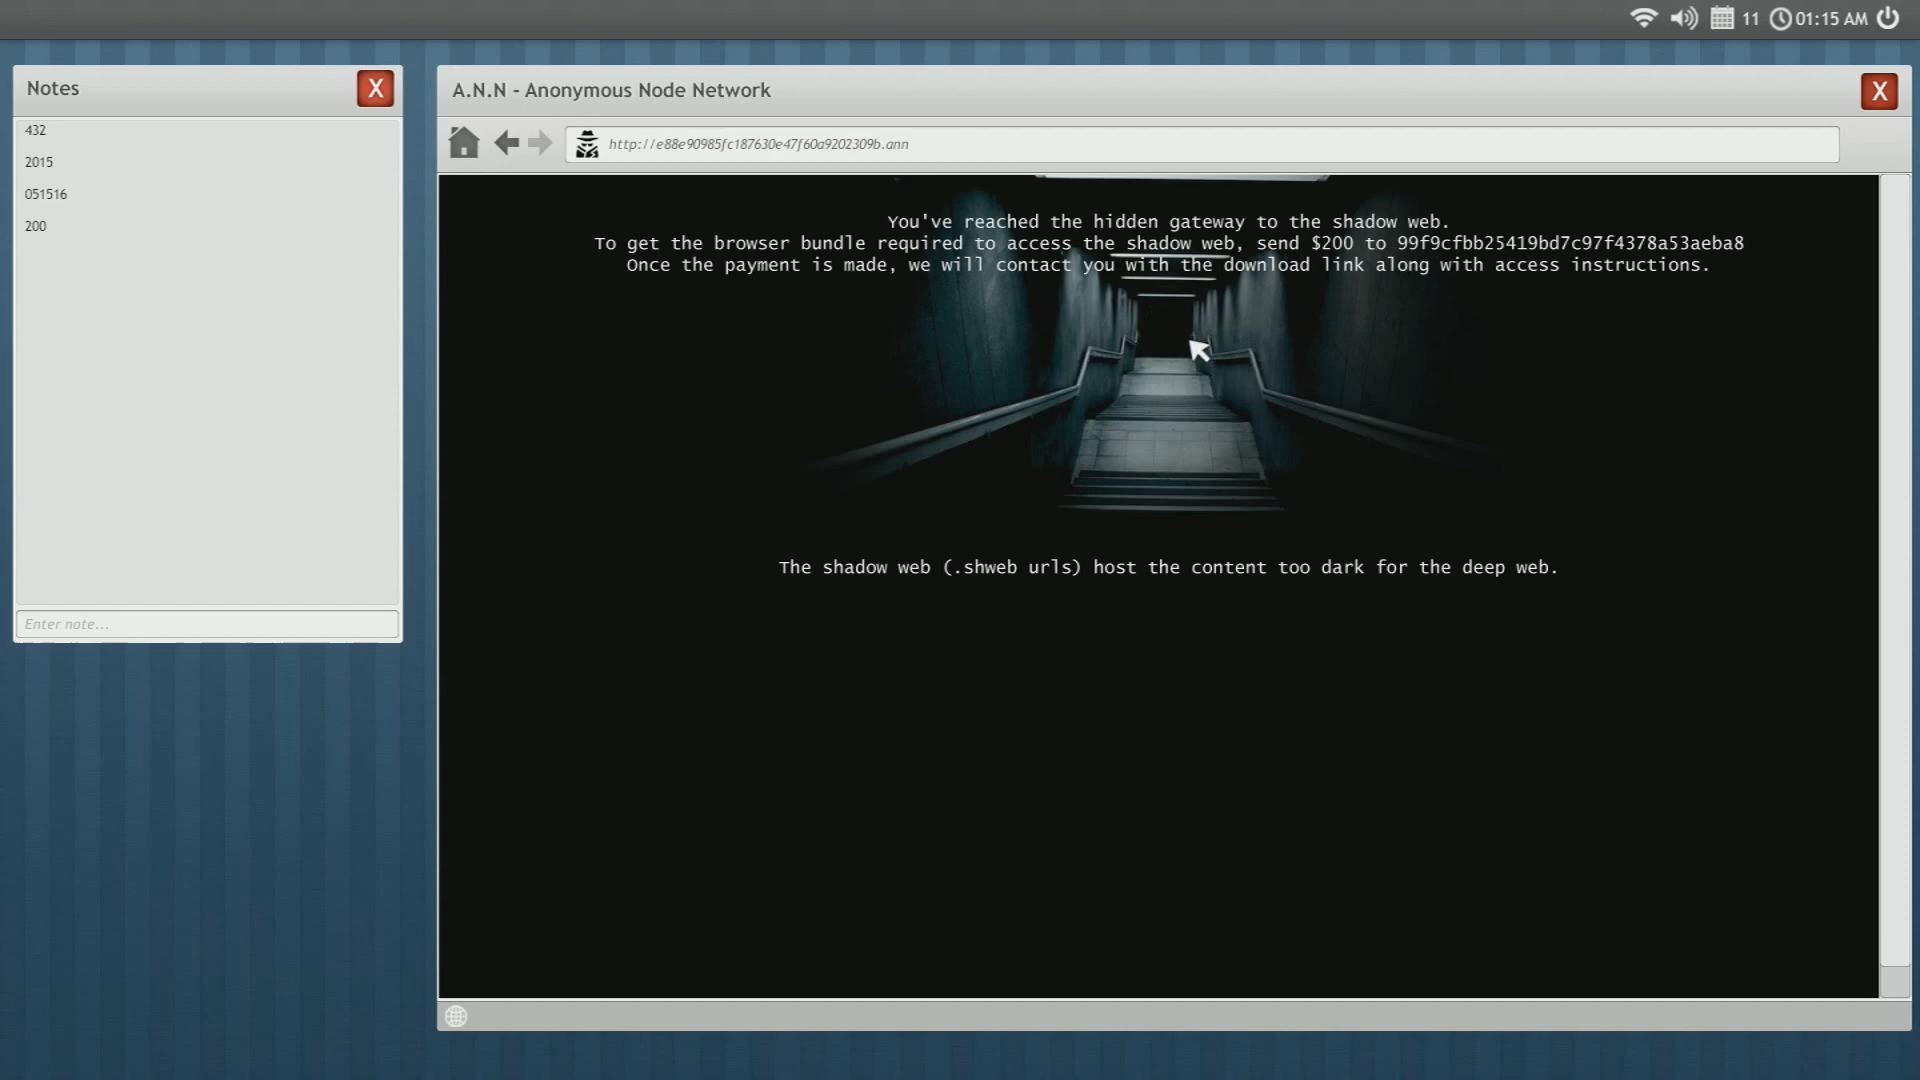 11 01:15 AM
Notes
X
432
2015
051516
200
Enter note...
A.N.N - Anonymous Node Network
X
http://e88e90985fc187630e47f60a9202309b.ann
You've reached the hidden gateway to the shadow web.
To get the browser bundle required to access the shadow web, send $200 to 99f9cfbb25419bd7c97f4378a53aeba8
Once the payment is made, we will contact you with the download link along with access instructions.
The shadow web (.shweb urls) host the content too dark for the deep web.